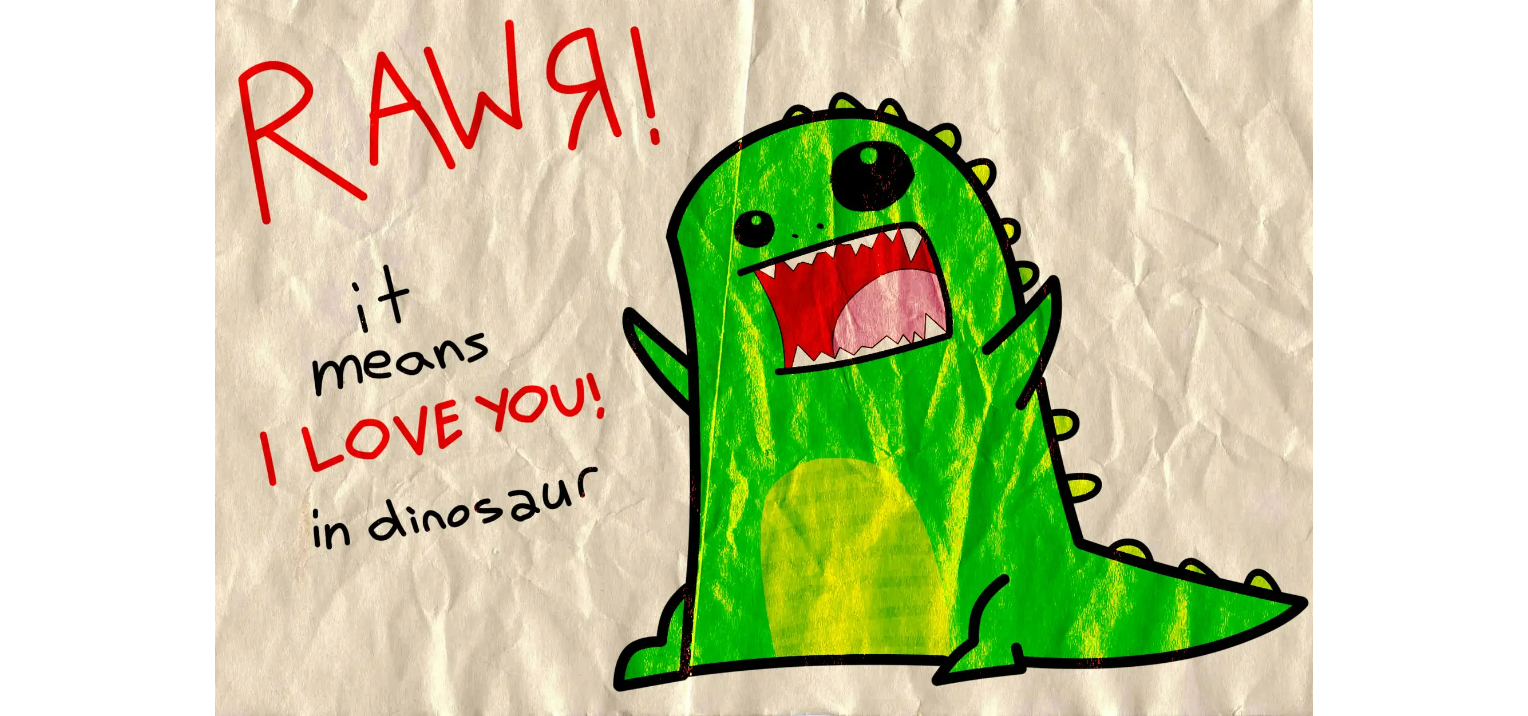 RAWЯ!
it
means
I LOVE YOU!
in dinosaur